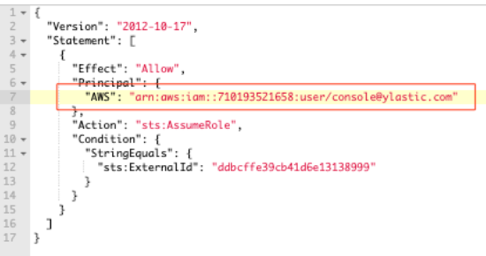 1 {
2 "Version": "2012-10-17",
3 "Statement": [
4 {
5 "Effect": "Allow",
6 "Principal": {
7 "AWS": "arn:aws:iam::710193521658:user/console@ylastic.com"
8 },
9 "Action": "sts:AssumeRole",
10 "Condition": {
11 "StringEquals": {
12 "sts:ExternalId": "ddbcffe39cb41d6e13138999"
13 }
14 }
15 }
16 ]
17 }